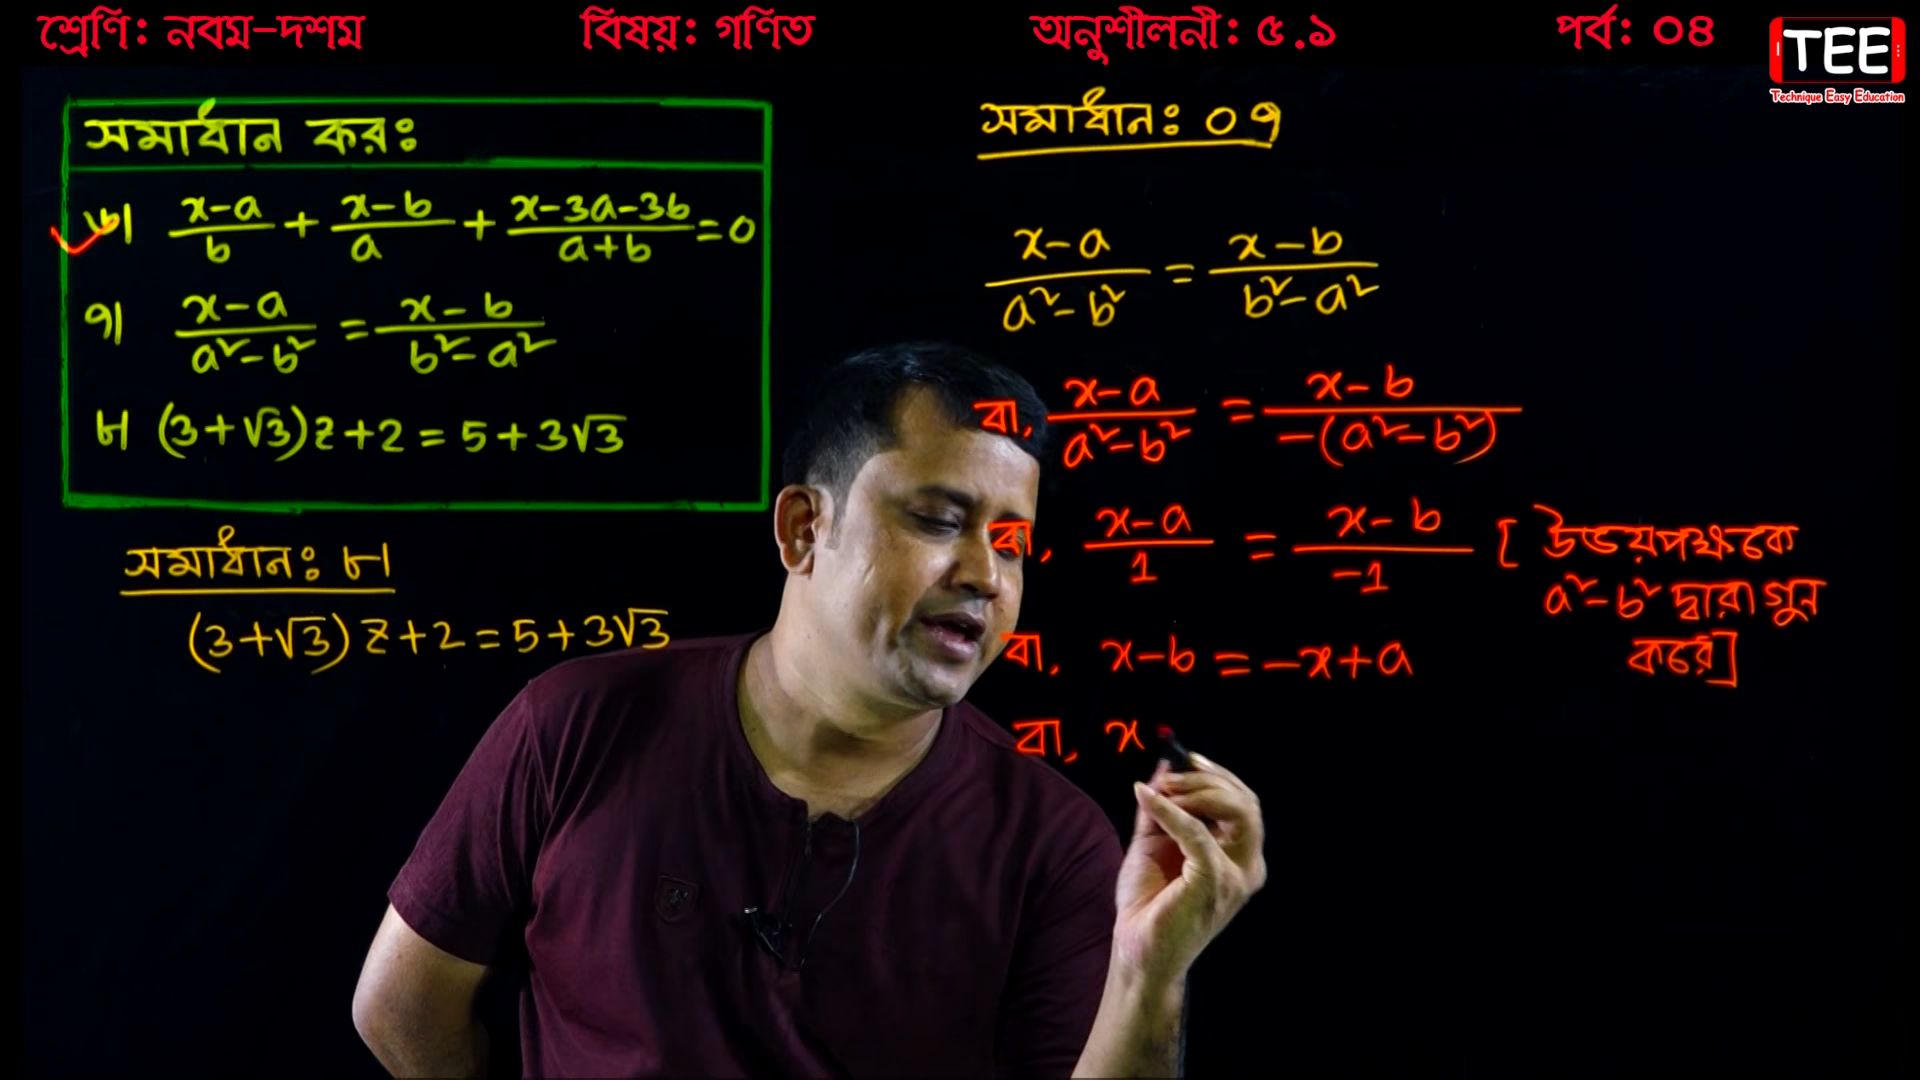 শ্রেণি: নবম-দশম
বিষয়: গণিত
অনুশীলনী: ৫.১
পর্ব: ০৪
TEE
Technique Easy Education
সমাধান করঃ
৬। (x-a)/b + (x-b)/a + (x-3a-3b)/(a+b) = 0
৭। (x-a)/(a²-b²) = (x-b)/(b²-a²)
৮। (3+√3)z+2=5+3√3
সমাধানঃ ৮।
(3+√3)z+2=5+3√3
সমাধানঃ ০৭
(x-a)/(a²-b²) = (x-b)/(b²-a²)
বা, (x-a)/(a²-b²) = (x-b)/(-(a²-b²))
বা, (x-a)/1 = (x-b)/(-1) [উভয়পক্ষকে
a²-b² দ্বারা গুন
করে]
বা, x-b=-x+a
বা, x